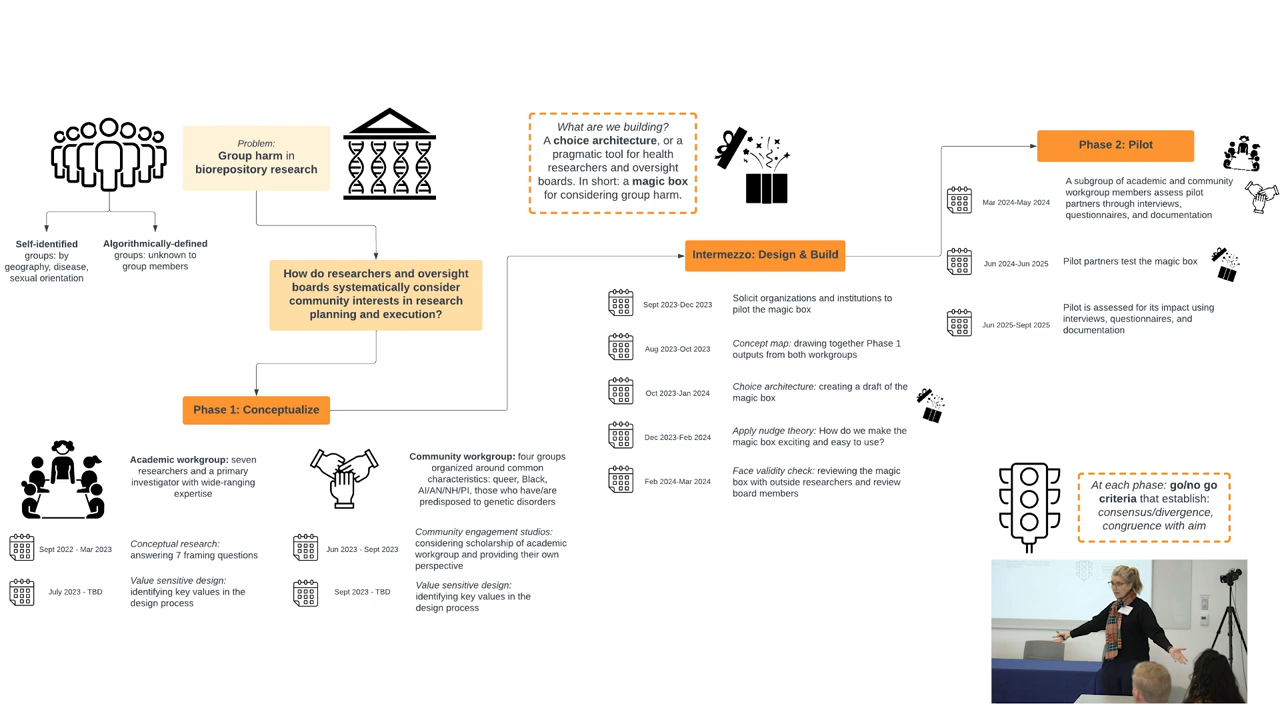 Problem:
Group harm in
biorepository research
Self-identified
groups: by
geography, disease,
sexual orientation
Algorithmically-defined
groups: unknown to
group members
How do researchers and oversight
boards systematically consider
community interests in research
planning and execution?
Phase 1: Conceptualize
Academic workgroup: seven
researchers and a primary
investigator with wide-ranging
expertise
Sept 2022 - Mar 2023
Conceptual research:
answering 7 framing questions
July 2023 - TBD
Value sensitive design:
identifying key values in the
design process
Community workgroup: four groups
organized around common
characteristics: queer, Black,
AI/AN/NH/PI, those who have/are
predisposed to genetic disorders
Jun 2023 - Sept 2023
Community engagement studios:
considering scholarship of academic
workgroup and providing their own
perspective
Sept 2023 - TBD
Value sensitive design:
identifying key values in the
design process
What are we building?
A choice architecture, or a
pragmatic tool for health
researchers and oversight
boards. In short: a magic box
for considering group harm.
Intermezzo: Design & Build
Sept 2023-Dec 2023
Solicit organizations and institutions to
pilot the magic box
Aug 2023-Oct 2023
Concept map: drawing together Phase 1
outputs from both workgroups
Oct 2023-Jan 2024
Choice architecture: creating a draft of the
magic box
Dec 2023-Feb 2024
Apply nudge theory: How do we make the
magic box exciting and easy to use?
Feb 2024-Mar 2024
Face validity check: reviewing the magic
box with outside researchers and review
board members
Phase 2: Pilot
Mar 2024-May 2024
A subgroup of academic and community
workgroup members assess pilot
partners through interviews,
questionnaires, and documentation
Jun 2024-Jun 2025
Pilot partners test the magic box
Jun 2025-Sept 2025
Pilot is assessed for its impact using
interviews, questionnaires, and
documentation
At each phase: go/no go
criteria that establish:
consensus/divergence,
congruence with aim